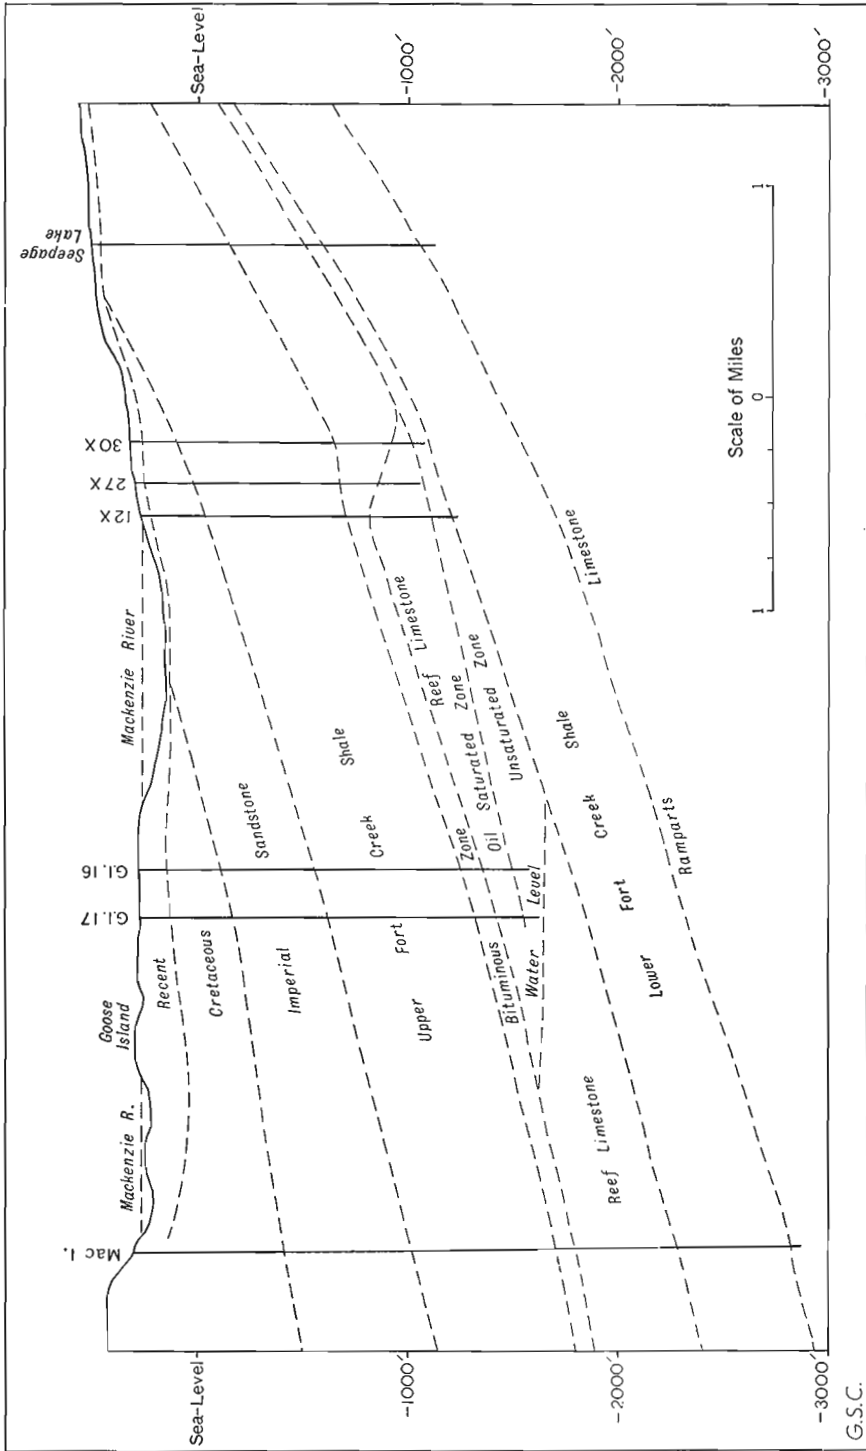 Mac 1.
Mackenzie R.
Goose
Island
G.I.17
G.I.16
Mackenzie River
12X
27X
30X
Seepage
Lake
Sea-Level
-1000'
-2000'
-3000'
Sea-Level
-1000'
-2000'
-3000'
Recent
Cretaceous
Imperial Sandstone
Upper Fort Creek Shale
Bituminous Zone
Reef Limestone
Oil Saturated Zone
Unsaturated Zone
Water Level
Reef Limestone
Lower Fort Creek Shale
Ramparts Limestone
Scale of Miles
1 0 1
G.S.C.